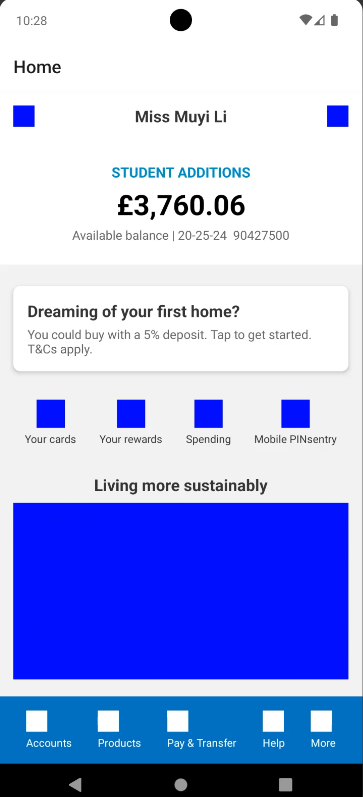 10:28
Home
Miss Muyi Li
STUDENT ADDITIONS
£3,760.06
Available balance | 20-25-24 90427500
Dreaming of your first home?
You could buy with a 5% deposit. Tap to get started.
T&Cs apply.
Your cards
Your rewards
Spending
Mobile PINsentry
Living more sustainably
Accounts
Products
Pay & Transfer
Help
More